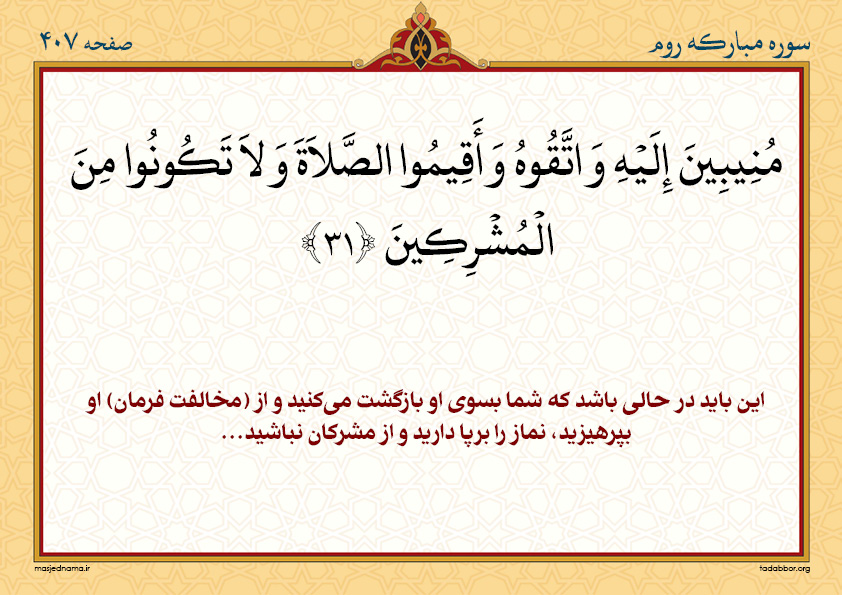 سوره مبارکه روم
صفحه ۴۰۷
مُنِيبِينَ إِلَيْهِ وَ اتَّقُوهُ وَ أَقِيمُوا الصَّلاَةَ وَ لاَ تَكُونُوا مِنَ
الْمُشْرِكِينَ ﴿۳۱﴾
این باید در حالی باشد که شما بسوی او بازگشت می‌کنید و از (مخالفت فرمان) او
بپرهیزید، نماز را برپا دارید و از مشرکان نباشید...
masjednama.ir
tadabbor.org